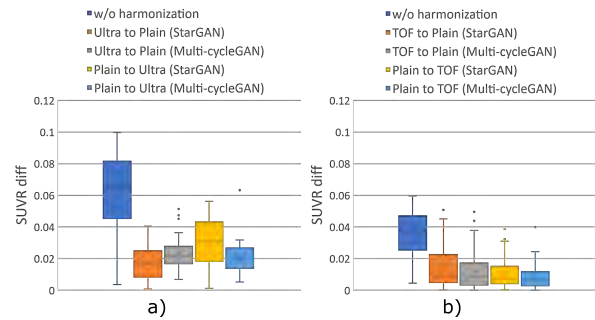 w/o harmonization
Ultra to Plain (StarGAN)
Ultra to Plain (Multi-cycleGAN)
Plain to Ultra (StarGAN)
Plain to Ultra (Multi-cycleGAN)
0.12
0.1
0.08
0.06
0.04
0.02
0
SUVR diff
a)
w/o harmonization
TOF to Plain (StarGAN)
TOF to Plain (Multi-cycleGAN)
Plain to TOF (StarGAN)
Plain to TOF (Multi-cycleGAN)
0.12
0.1
0.08
0.06
0.04
0.02
0
SUVR diff
b)